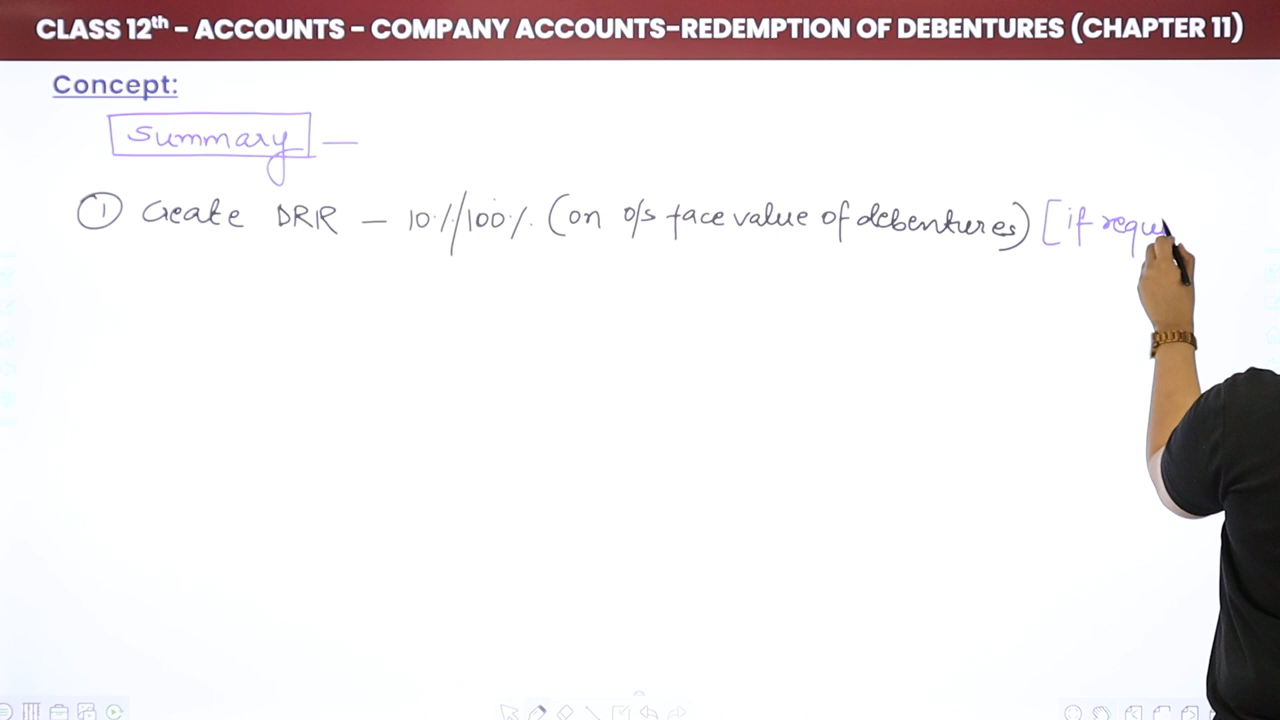 CLASS 12th - ACCOUNTS - COMPANY ACCOUNTS-REDEMPTION OF DEBENTURES (CHAPTER 11)
Concept:
Summary —
① Create DRR — 10%/100% (on o/s face value of debentures) [if requ